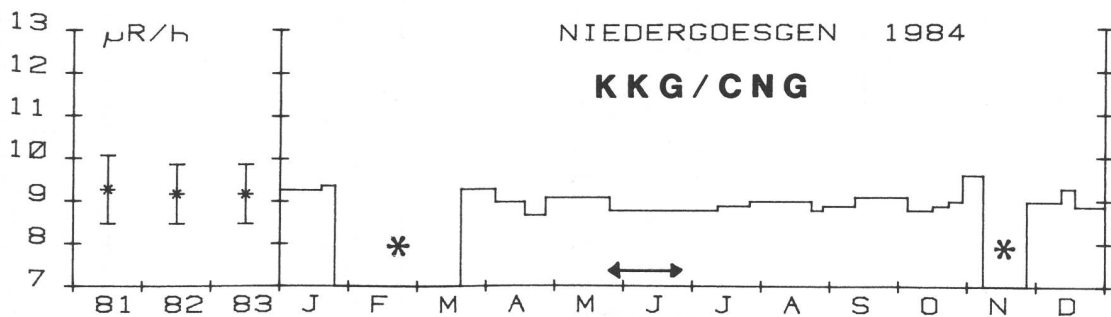 13 µR/h NIEDERGOESGEN 1984
12
KKG/CNG
11
10
9
8
* *
7
81 82 83 J F M A M J J A S O N D